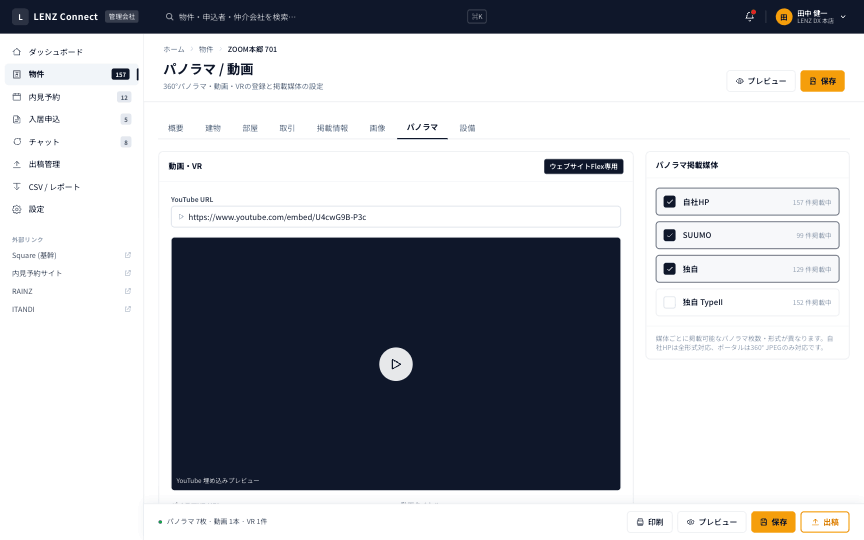 L LENZ Connect 管理会社
物件・申込者・仲介会社を検索…
⌘K
田 田中 健一
LENZ DX 本店
ダッシュボード
物件 157
内見予約 12
入居申込 5
チャット 8
出稿管理
CSV / レポート
設定
外部リンク
Square (基幹)
内見予約サイト
RAINZ
ITANDI
ホーム 物件 ZOOM本郷 701
パノラマ / 動画
360°パノラマ・動画・VRの登録と掲載媒体の設定
プレビュー 保存
概要 建物 部屋 取引 掲載情報 画像 パノラマ 設備
動画・VR ウェブサイトFlex専用
YouTube URL
https://www.youtube.com/embed/U4cwG9B-P3c
YouTube 埋め込みプレビュー
パノラマ掲載媒体
自社HP 157 件掲載中
SUUMO 99 件掲載中
独自 129 件掲載中
独自 TypeII 152 件掲載中
媒体ごとに掲載可能なパノラマ枚数・形式が異なります。自
社HPは全形式対応、ポータルは360° JPEGのみ対応です。
パノラマ 7枚・動画 1本・VR 1件
印刷 プレビュー 保存 出稿